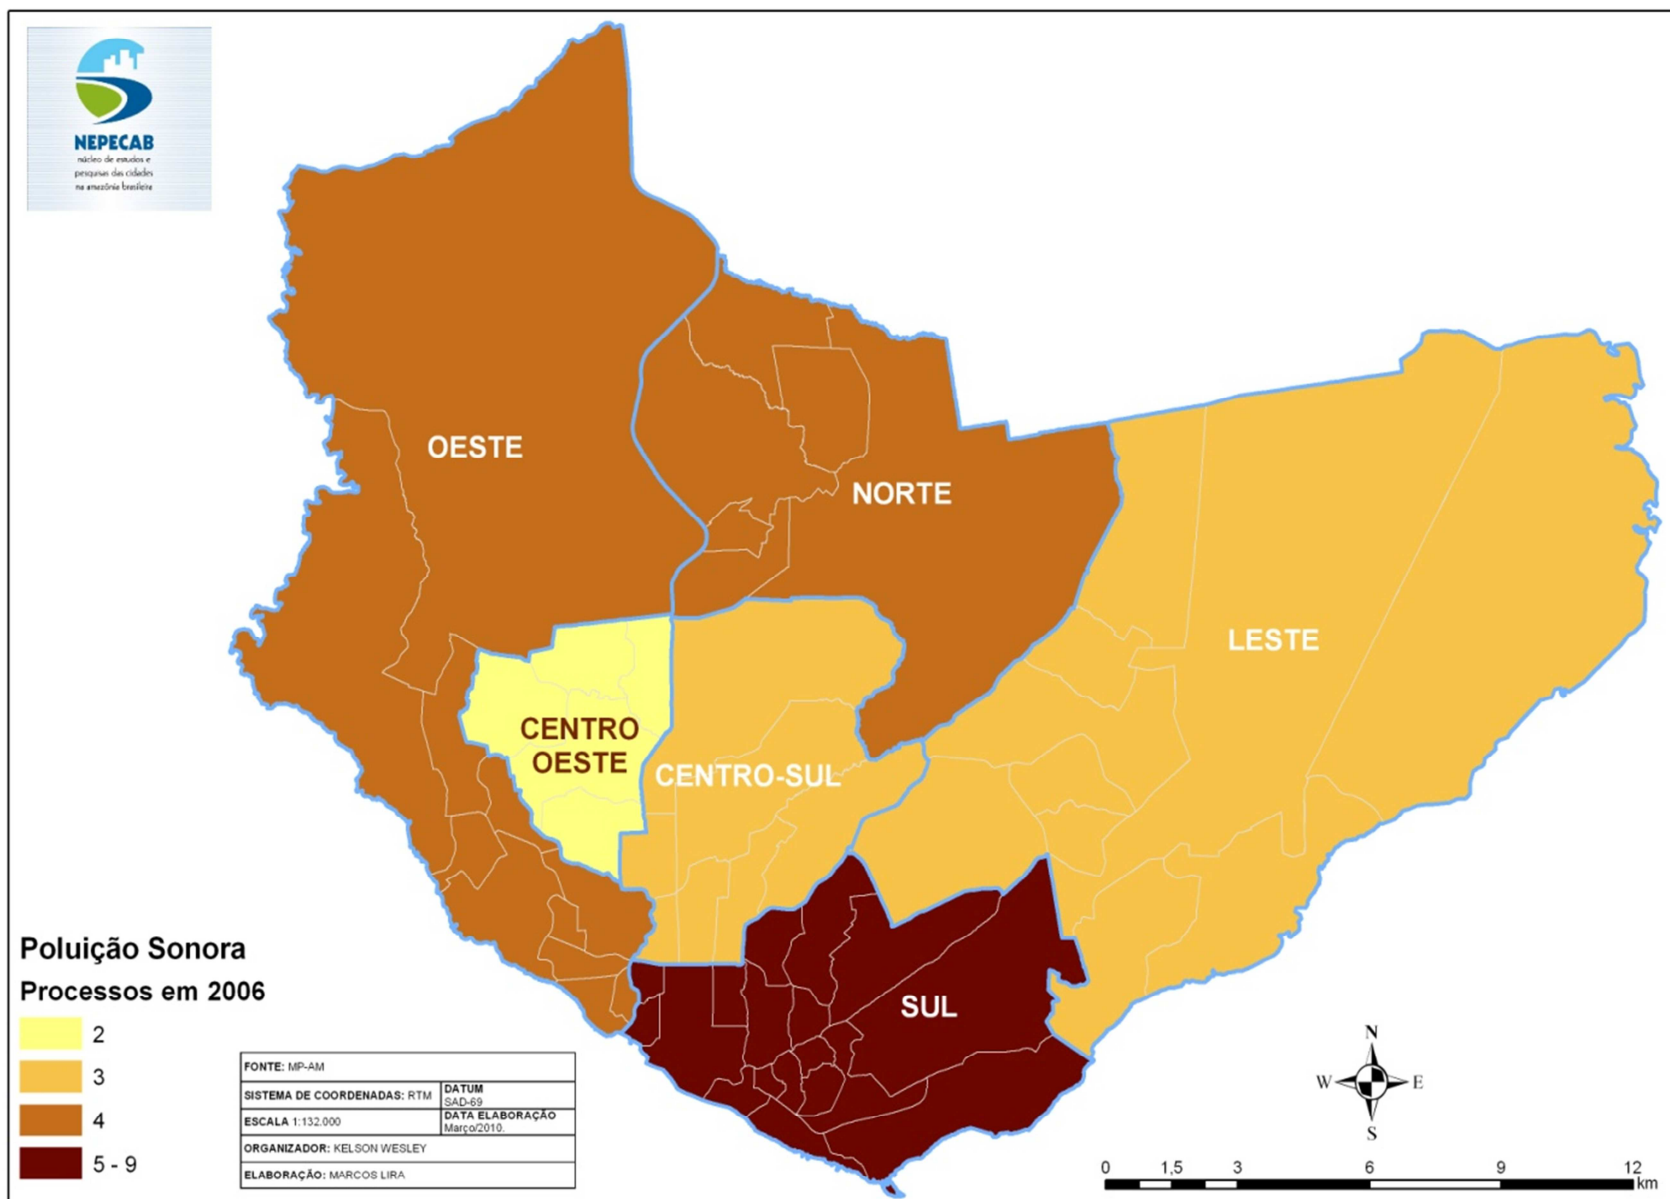 NEPECAB
núcleo de estudos e
pesquisas das cidades
na amazônia brasileira
OESTE
NORTE
LESTE
CENTRO
OESTE
CENTRO-SUL
SUL
Poluição Sonora
Processos em 2006
2
3
4
5 - 9
FONTE: MP-AM
SISTEMA DE COORDENADAS: RTM
DATUM
SAD-69
ESCALA 1:132.000
DATA ELABORAÇÃO
Março/2010.
ORGANIZADOR: KELSON WESLEY
ELABORAÇÃO: MARCOS LIRA
N
W E
S
0 1,5 3 6 9 12
km